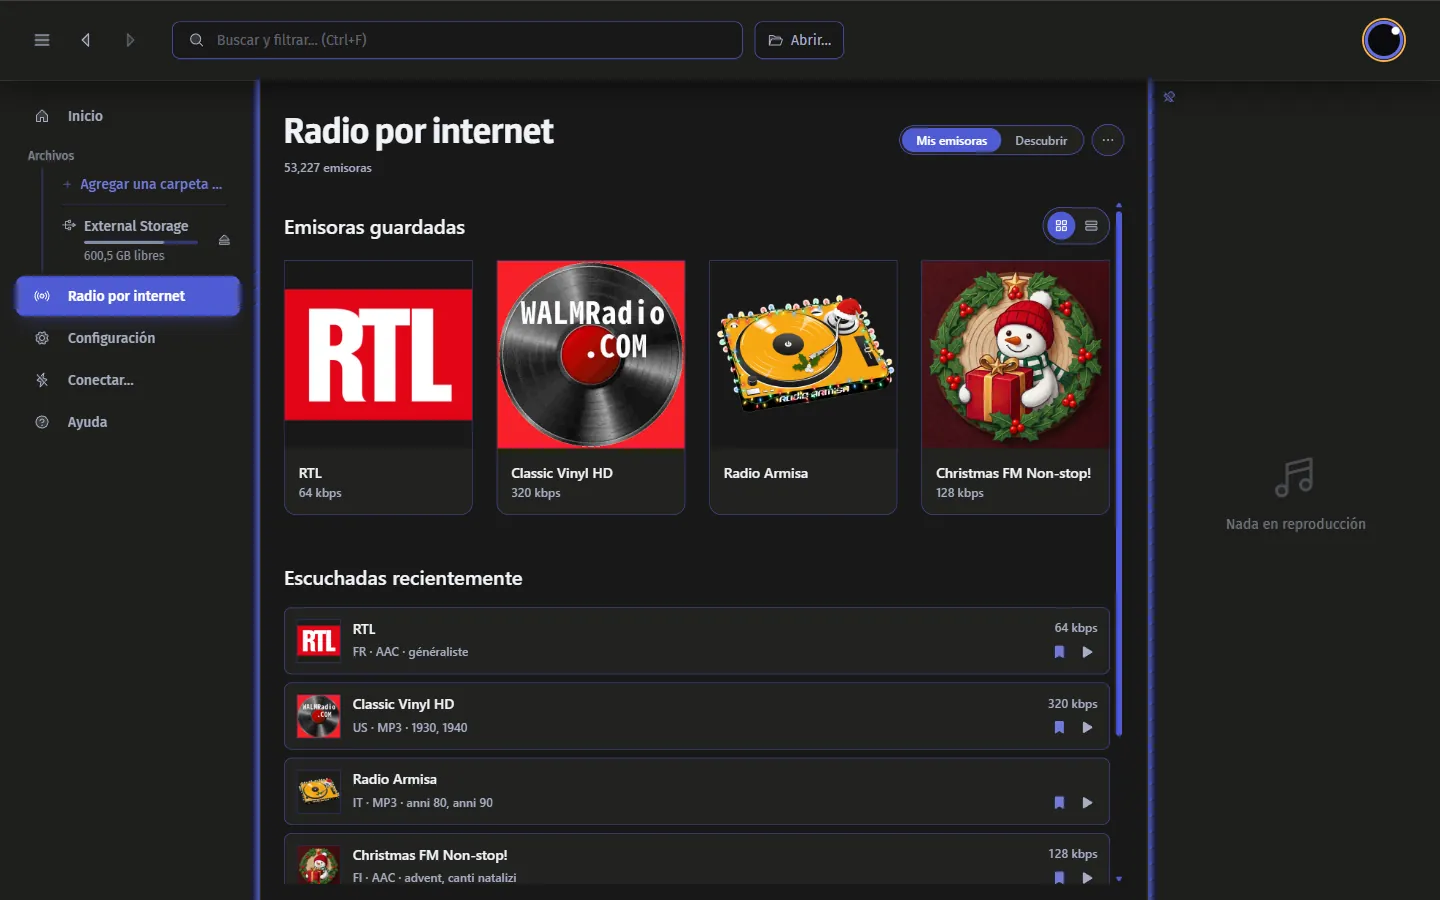 Buscar y filtrar... (Ctrl+F)
Abrir...
Inicio
Archivos
+ Agregar una carpeta ...
External Storage
600,5 GB libres
Radio por internet
Configuración
Conectar...
Ayuda
Radio por internet
53,227 emisoras
Mis emisoras
Descubrir
Emisoras guardadas
RTL
WALMRadio
.COM
RADIO ARMISA
RTL
64 kbps
Classic Vinyl HD
320 kbps
Radio Armisa
Christmas FM Non-stop!
128 kbps
Escuchadas recientemente
RTL
RTL
FR · AAC · généraliste
64 kbps
WALMRadio
.COM
Classic Vinyl HD
US · MP3 · 1930, 1940
320 kbps
Radio Armisa
IT · MP3 · anni 80, anni 90
Christmas FM Non-stop!
FI · AAC · advent, canti natalizi
128 kbps
Nada en reproducción